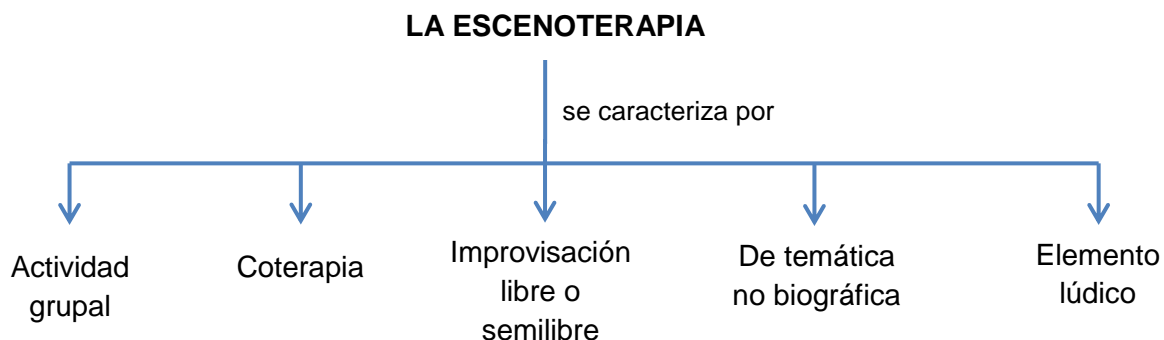 LA ESCENOTERAPIA
se caracteriza por
Actividad
grupal
Coterapia
Improvisación
libre o
semilibre
De temática
no biográfica
Elemento
lúdico